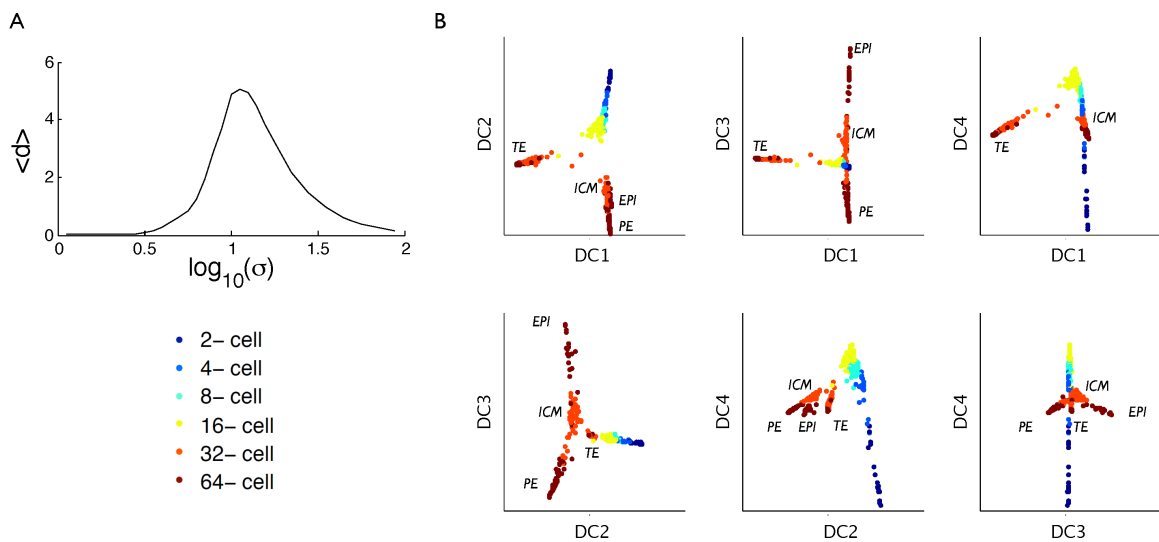 A
6
4
2
0
<d>
0
0.5
1
1.5
2
log10(σ)
2- cell
4- cell
8- cell
16- cell
32- cell
64- cell
B
DC2
TE
ICM
EPI
PE
DC1
DC3
EPI
ICM
TE
PE
DC1
DC4
ICM
TE
DC1
DC3
EPI
ICM
TE
PE
DC2
DC4
ICM
PE
EPI
TE
DC2
DC4
ICM
PE
TE
EPI
DC3